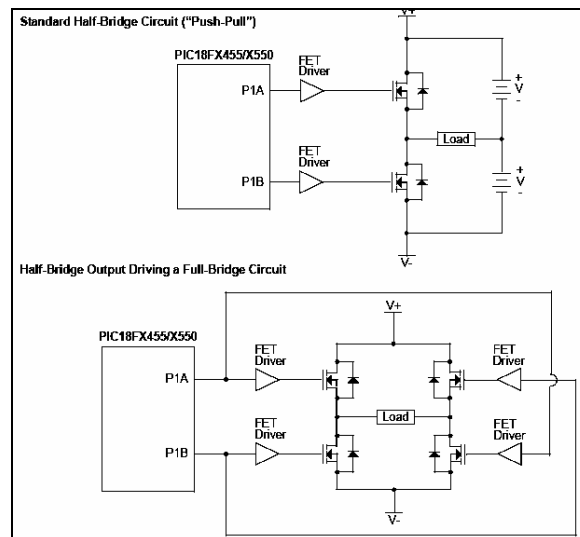 Standard Half-Bridge Circuit ("Push-Pull")
V+
PIC18FX455/X550
FET
Driver
P1A
+
V
-
Load
FET
Driver
P1B
+
V
-
V-
Half-Bridge Output Driving a Full-Bridge Circuit
V+
PIC18FX455/X550
FET
Driver
FET
Driver
P1A
Load
FET
Driver
FET
Driver
P1B
V-